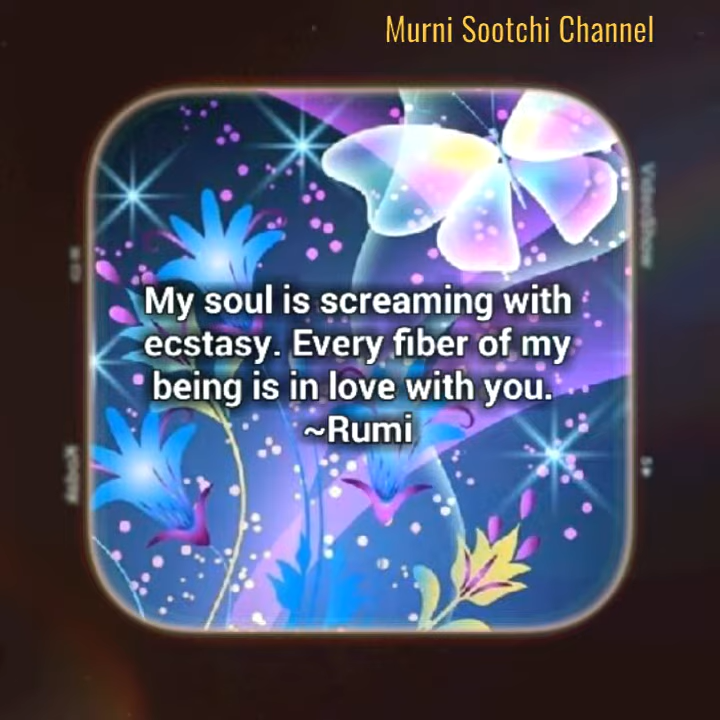 Murni Sootchi Channel
My soul is screaming with
ecstasy. Every fiber of my
being is in love with you.
~Rumi
VideoShow